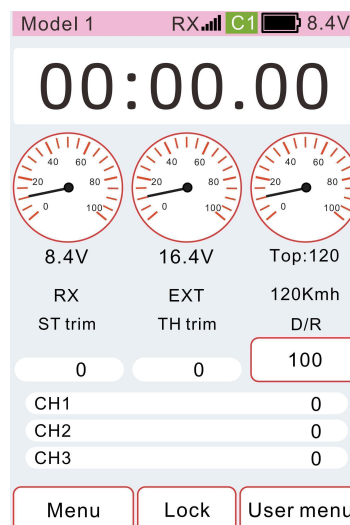 Model 1 RX C1 8.4V
00:00.00
40 60 40 60 40 60
20 80 20 80 20 80
0 100 0 100 0 100
8.4V 16.4V Top:120
RX EXT 120Kmh
ST trim TH trim D/R
0 0 100
CH1 0
CH2 0
CH3 0
Menu Lock User menu